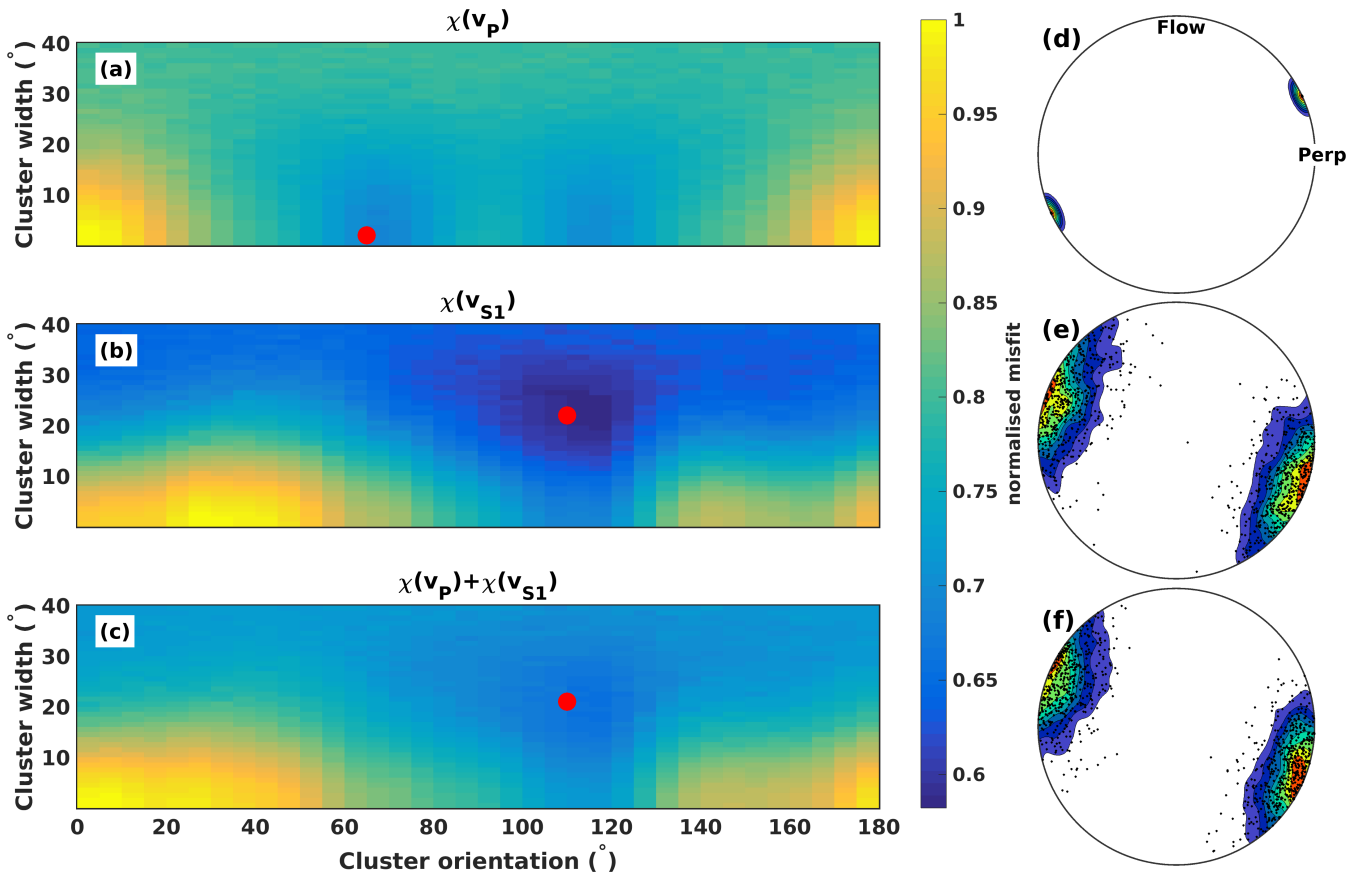 χ(vP)
(a)
40
30
20
10
Cluster width (°)
χ(vS1)
(b)
40
30
20
10
Cluster width (°)
χ(vP)+χ(vS1)
(c)
40
30
20
10
Cluster width (°)
0 20 40 60 80 100 120 140 160 180
Cluster orientation (°)
1
0.95
0.9
0.85
0.8
0.75
0.7
0.65
0.6
normalised misfit
(d)
Flow
Perp
(e)
(f)